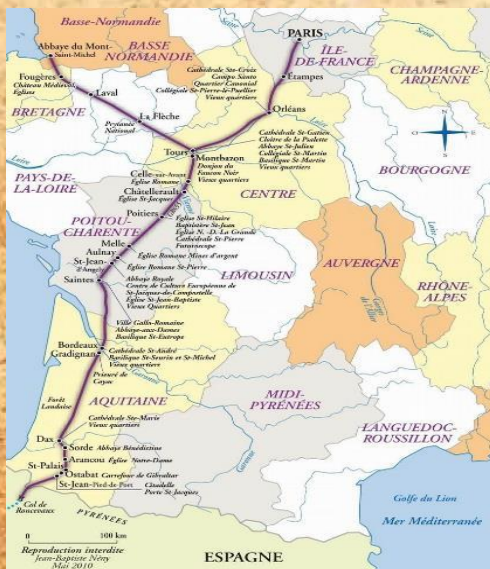 Basse-Normandie
PARIS
Abbaye du Mont-
Saint-Michel
BASSE
NORMANDIE
ÎLE-
DE-FRANCE
Étampes
CHAMPAGNE-
ARDENNE
Fougères
Château Médiéval
Églises
Laval
Cathédrale Ste-Croix
Campo Santo
Quartier Canonial
Collégiale St-Pierre-le-Puellier
Vieux quartiers
Orléans
BRETAGNE
La Flèche
Prytanée
National
Loire
Tours
Montbazon
Donjon du
Faucon Noir
Vieux quartiers
Cathédrale St-Gatien
Cloître de la Psalette
Abbaye St-Julien
Collégiale St-Martin
Basilique St-Martin
Vieux quartiers
BOURGOGNE
PAYS-DE-
LA-LOIRE
Église Romane
Châtellerault
Église St-Jacques
CENTRE
Poitiers
Église St-Hilaire
Baptistère St-Jean
Église N. -D. La Grande
Cathédrale St-Pierre
Futuroscope
POITOU-
CHARENTE
Melle
Aulnay
St-Jean-
d'Angély
Église Romane Mines d'argent
Église Romane St-Pierre
LIMOUSIN
AUVERGNE
RHÔNE-
ALPES
Saintes
Abbaye Royale
Centre de Culture Européenne de
St-Jacques-de-Compostelle
Église St-Jean-Baptiste
Vieux Quartiers
Ville Gallo-Romaine
Abbaye-aux-Dames
Basilique St-Eutrope
Bordeaux
Gradignan
Cathédrale St-André
Basilique St-Seurin et St-Michel
Vieux quartiers
Prieuré de
Cayac
Garonne
Forêt
Landaise
AQUITAINE
MIDI-
PYRÉNÉES
Cathédrale Ste-Marie
Vieux quartiers
LANGUEDOC-
ROUSSILLON
Dax
Sorde Abbaye Bénédictine
Arancou Église Notre-Dame
St-Palais
Ostabat Carrefour de Gibraltar
St-Jean-Pied de Port
Citadelle
Porte St-Jacques
Garonne
Col de
Roncevaux
PYRÉNÉES
Golfe du Lion
Mer Méditerranée
0 100 km
Reproduction interdite
Jean-Baptiste Nény
Mai 2010
ESPAGNE